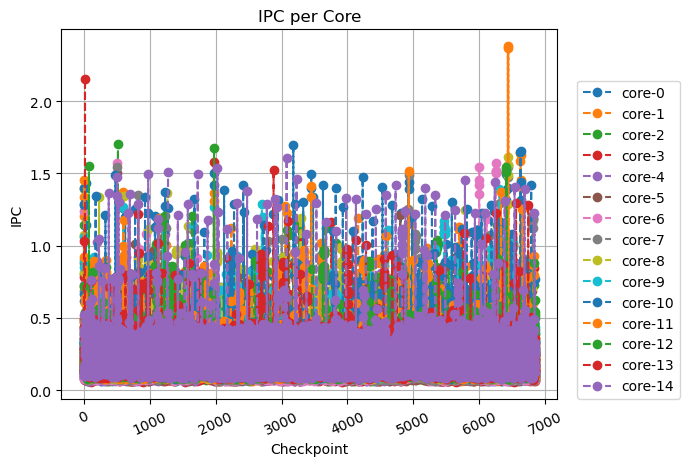 IPC per Core
IPC
2.0
1.5
1.0
0.5
0.0
0
1000
2000
3000
4000
5000
6000
7000
Checkpoint
core-0
core-1
core-2
core-3
core-4
core-5
core-6
core-7
core-8
core-9
core-10
core-11
core-12
core-13
core-14